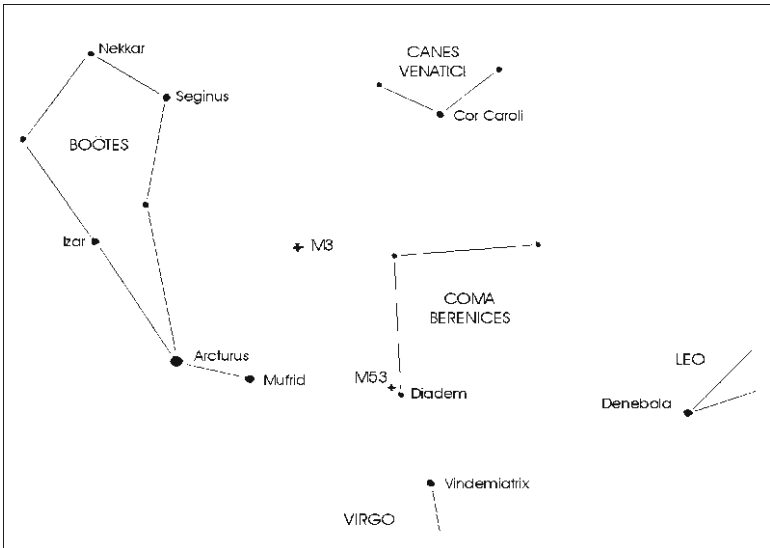 Nekkar
CANES
VENATICI
Seginus
Cor Caroli
BOÖTES
Izar
M3
COMA
BERENICES
Arcturus
LEO
Mufrid
M53
Diadem
Denebola
Vindemiatrix
VIRGO